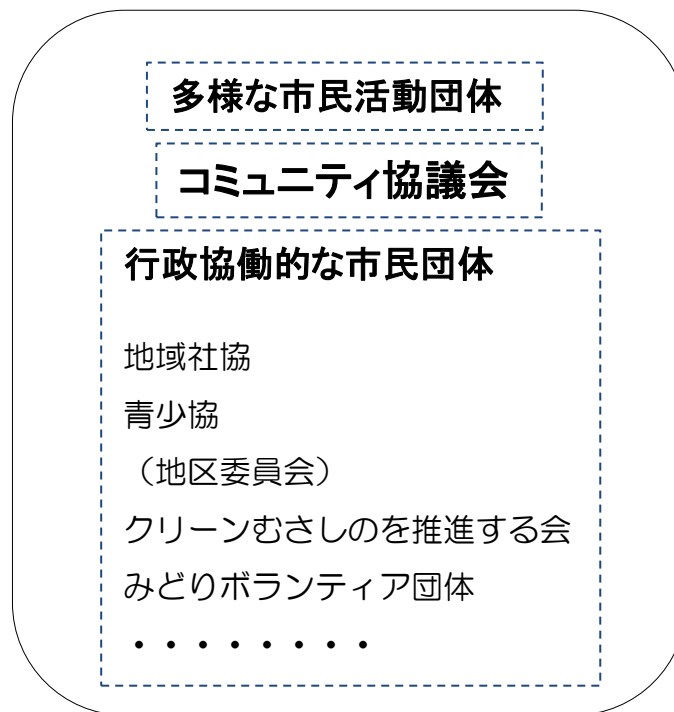 多様な市民活動団体
コミュニティ協議会
行政協働的な市民団体
地域社協
青少協
（地区委員会）
クリーンむさしのを推進する会
みどりボランティア団体
・・・・・・・・